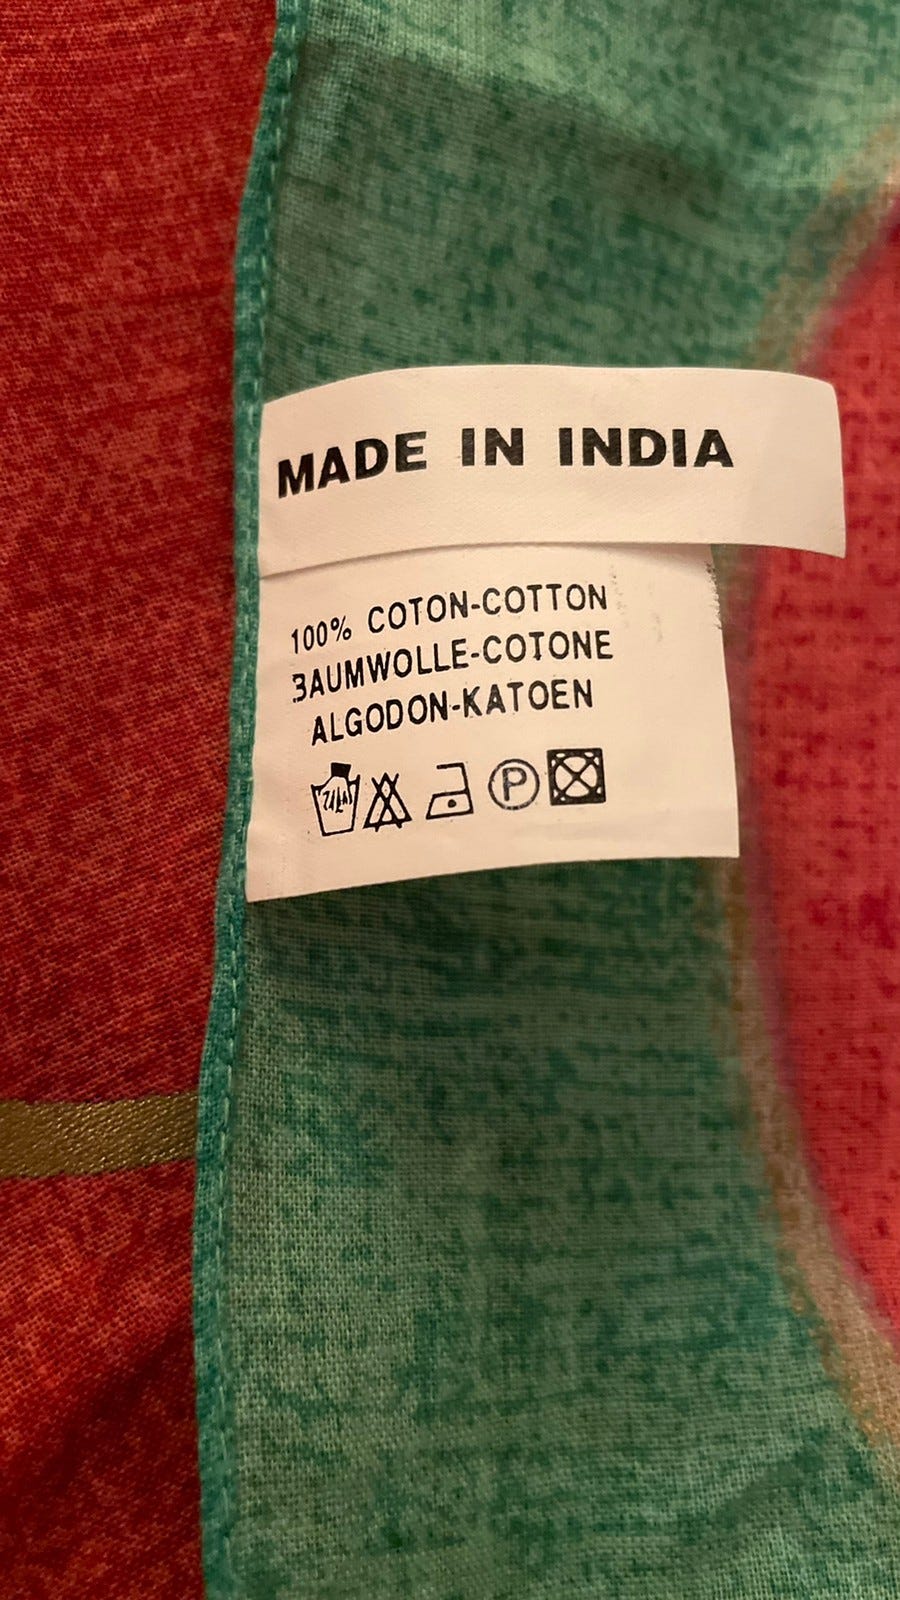 MADE IN INDIA
100% COTON-COTTON
BAUMWOLLE-COTONE
ALGODON-KATOEN
P